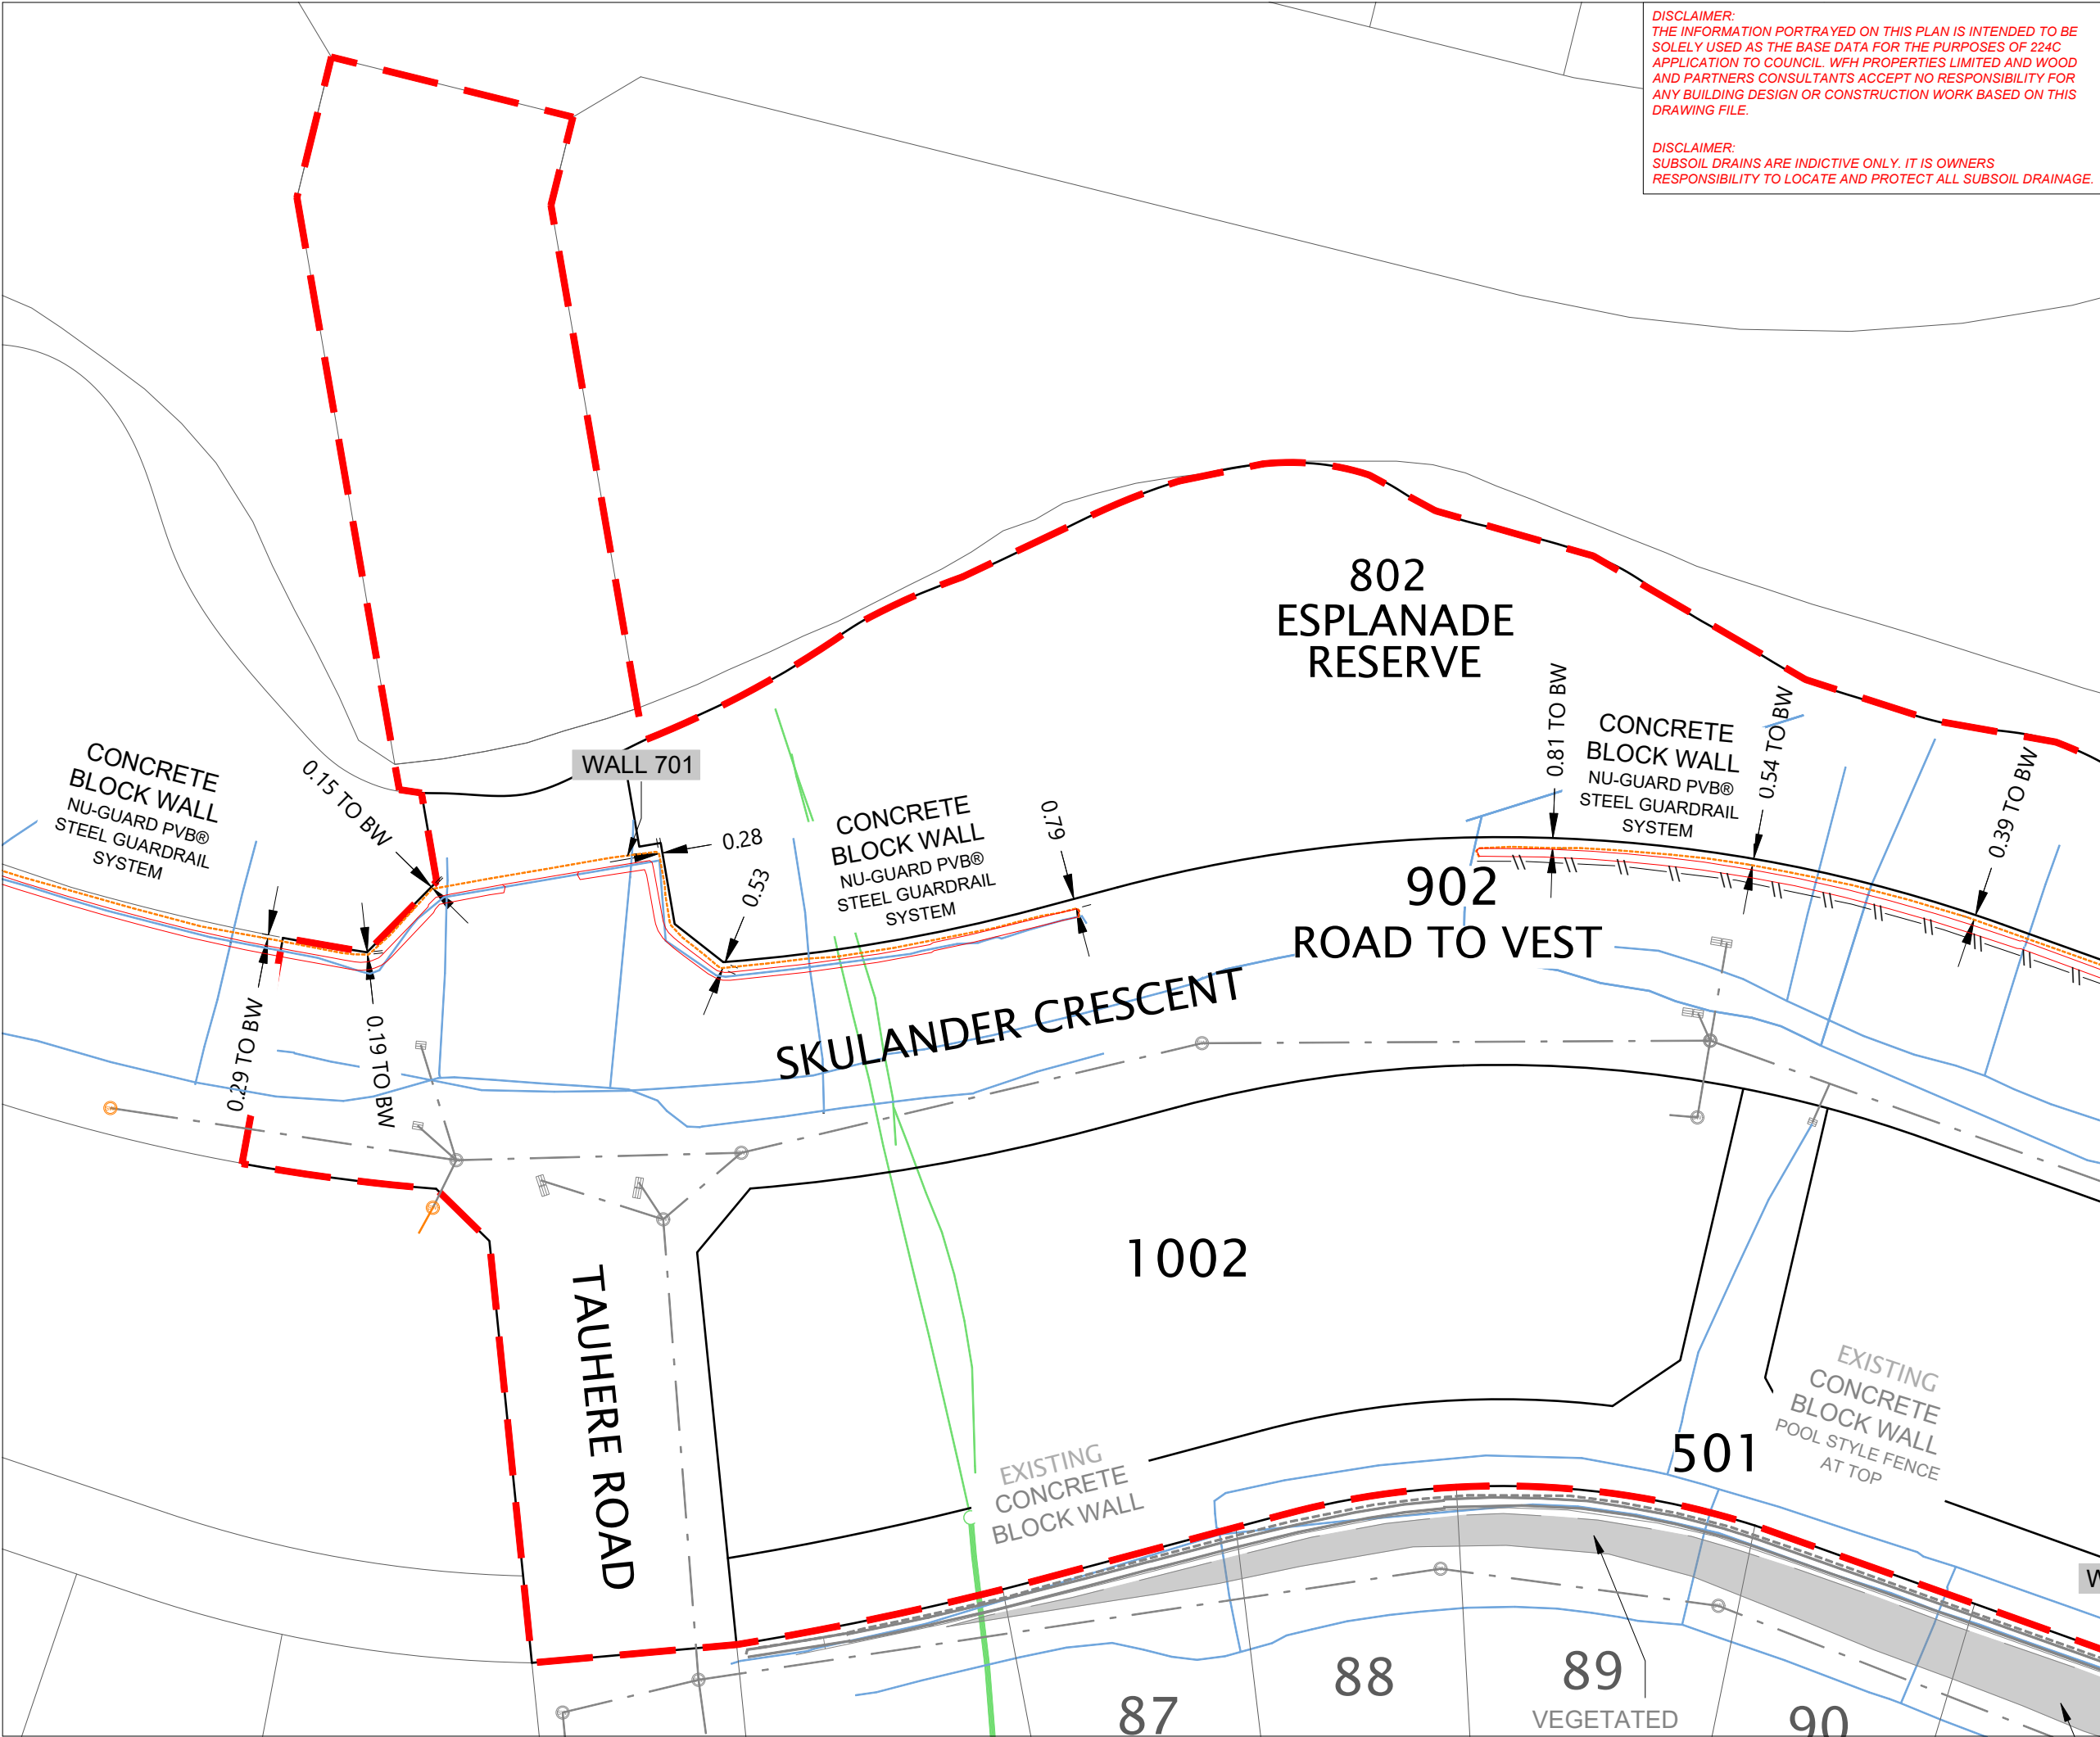 DISCLAIMER:
THE INFORMATION PORTRAYED ON THIS PLAN IS INTENDED TO BE
SOLELY USED AS THE BASE DATA FOR THE PURPOSES OF 224C
APPLICATION TO COUNCIL. WFH PROPERTIES LIMITED AND WOOD
AND PARTNERS CONSULTANTS ACCEPT NO RESPONSIBILITY FOR
ANY BUILDING DESIGN OR CONSTRUCTION WORK BASED ON THIS
DRAWING FILE.
DISCLAIMER:
SUBSOIL DRAINS ARE INDICTIVE ONLY. IT IS OWNERS
RESPONSIBILITY TO LOCATE AND PROTECT ALL SUBSOIL DRAINAGE.
802
ESPLANADE
RESERVE
CONCRETE
BLOCK WALL
NU-GUARD PVB®
STEEL GUARDRAIL
SYSTEM
0.15 TO BW
WALL 701
0.28
0.53
CONCRETE
BLOCK WALL
NU-GUARD PVB®
STEEL GUARDRAIL
SYSTEM
0.79
0.81 TO BW
CONCRETE
BLOCK WALL
NU-GUARD PVB®
STEEL GUARDRAIL
SYSTEM
0.54 TO BW
0.39 TO BW
902
ROAD TO VEST
0.29 TO BW
0.19 TO BW
SKULANDER CRESCENT
1002
TAUHERE ROAD
EXISTING
CONCRETE
BLOCK WALL
501
EXISTING
CONCRETE
BLOCK WALL
POOL STYLE FENCE
AT TOP
87
88
89
VEGETATED
90